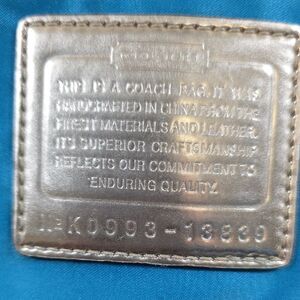 THIS IS A COACH BAG. IT WAS
HANDCRAFTED IN CHINA FROM THE
FINEST MATERIALS AND LEATHER.
ITS SUPERIOR CRAFTSMANSHIP
REFLECTS OUR COMMITMENT TO
ENDURING QUALITY.
Nº K0993-13839